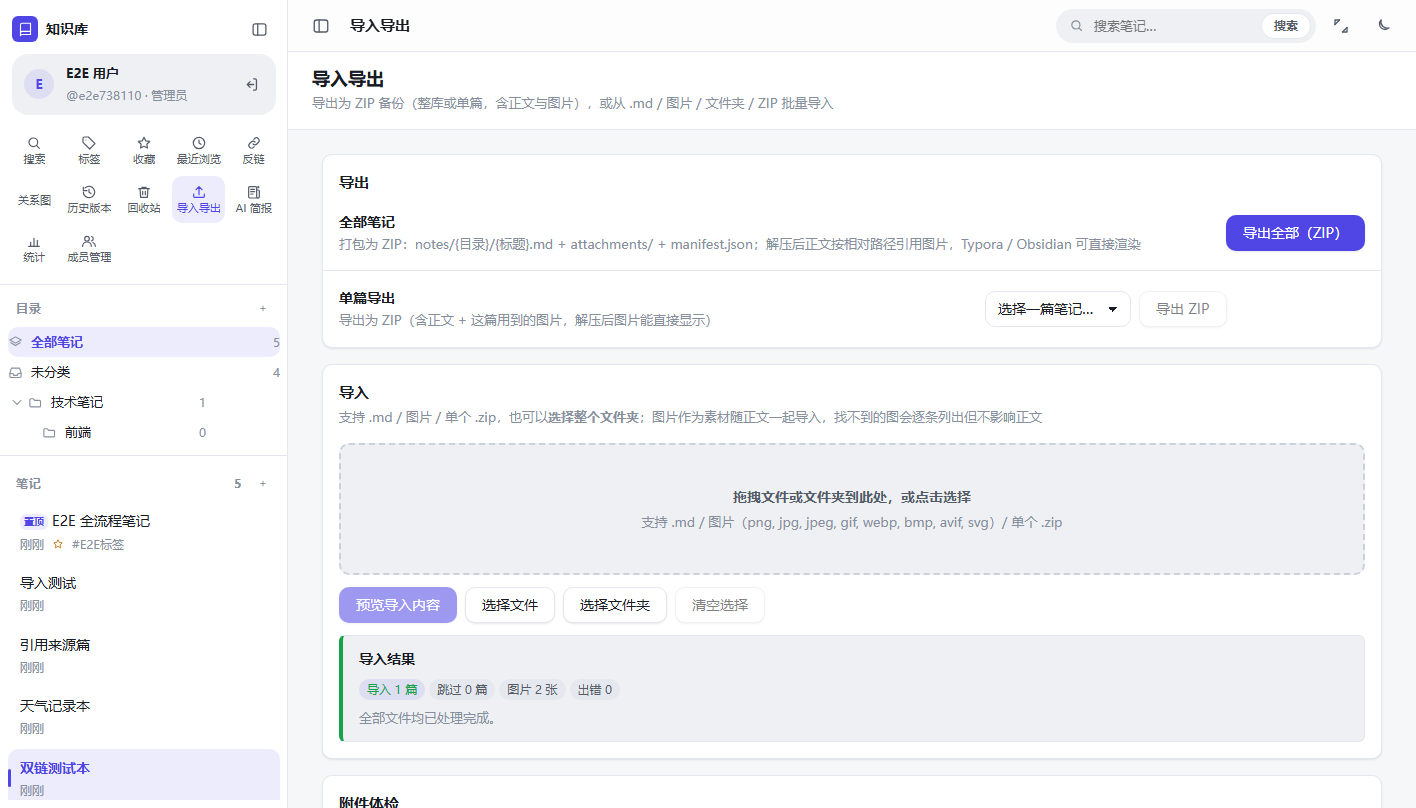 知识库
E
E2E 用户
@e2e738110 · 管理员
搜索
标签
收藏
最近浏览
反链
关系图
历史版本
回收站
导入导出
AI 简报
统计
成员管理
目录
+
全部笔记 5
未分类 4
技术笔记 1
前端 0
笔记 5 +
置顶 E2E 全流程笔记
刚刚 #E2E标签
导入测试
刚刚
引用来源篇
刚刚
天气记录本
刚刚
双链测试本
刚刚
导入导出
搜索笔记...
搜索
导入导出
导出为 ZIP 备份（整库或单篇，含正文与图片），或从 .md / 图片 / 文件夹 / ZIP 批量导入
导出
全部笔记
打包为 ZIP：notes/{目录}/{标题}.md + attachments/ + manifest.json；解压后正文按相对路径引用图片，Typora / Obsidian 可直接渲染
导出全部（ZIP）
单篇导出
导出为 ZIP（含正文 + 这篇用到的图片，解压后图片能直接显示）
选择一篇笔记...
导出 ZIP
导入
支持 .md / 图片 / 单个 .zip，也可以选择整个文件夹；图片作为素材随正文一起导入，找不到的图会逐条列出但不影响正文
拖拽文件或文件夹到此处，或点击选择
支持 .md / 图片（png, jpg, jpeg, gif, webp, bmp, avif, svg）/ 单个 .zip
预览导入内容
选择文件
选择文件夹
清空选择
导入结果
导入 1 篇
跳过 0 篇
图片 2 张
出错 0
全部文件均已处理完成。
附件体检